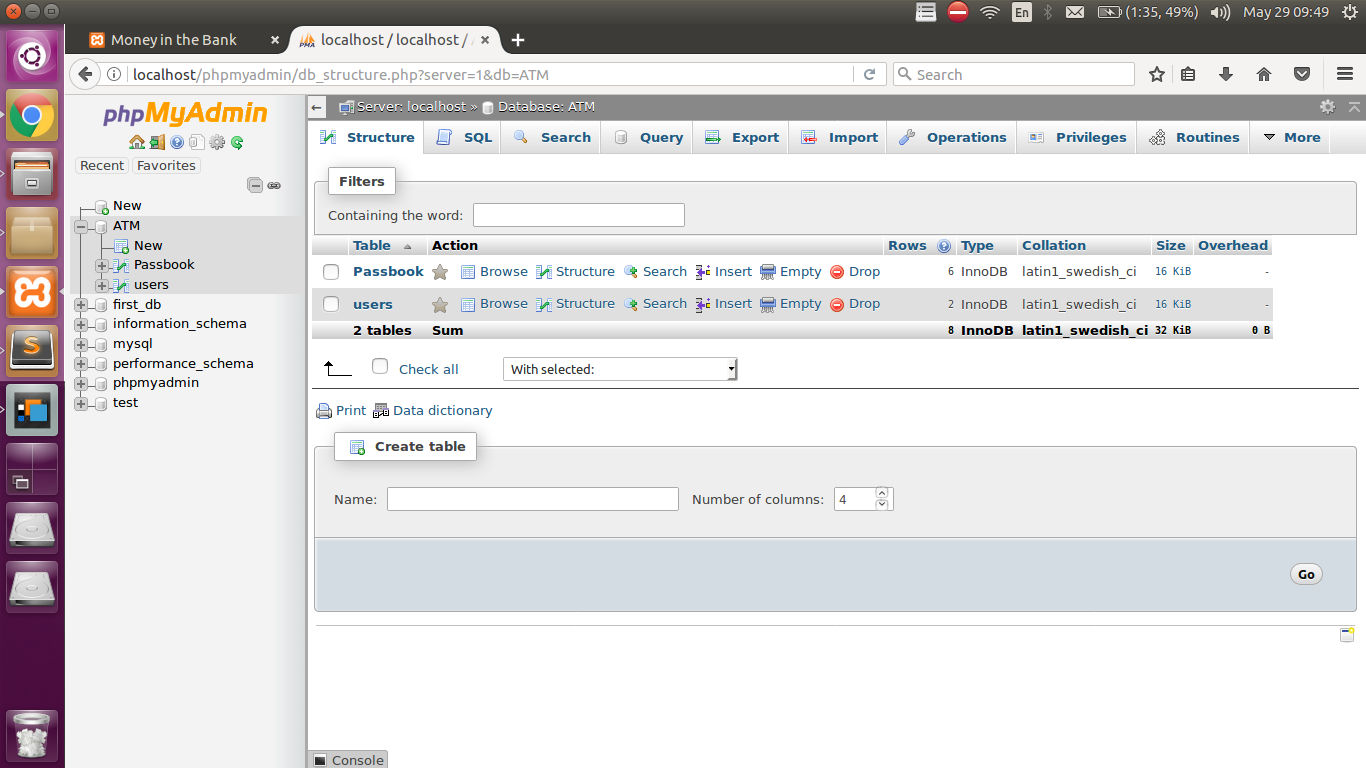 En (1:35, 49%) May 29 09:49
Money in the Bank × localhost / localhost / × +
localhost/phpmyadmin/db_structure.php?server=1&db=ATM Search
phpMyAdmin
Recent Favorites
New
ATM
New
Passbook
users
first_db
information_schema
mysql
performance_schema
phpmyadmin
test
Server: localhost » Database: ATM
Structure SQL Search Query Export Import Operations Privileges Routines More
Filters
Containing the word:
Table Action Rows Type Collation Size Overhead
Passbook Browse Structure Search Insert Empty Drop 6 InnoDB latin1_swedish_ci 16 KiB -
users Browse Structure Search Insert Empty Drop 2 InnoDB latin1_swedish_ci 16 KiB -
2 tables Sum 8 InnoDB latin1_swedish_ci 32 KiB 0 B
Check all With selected:
Print Data dictionary
Create table
Name: Number of columns: 4
Go
Console